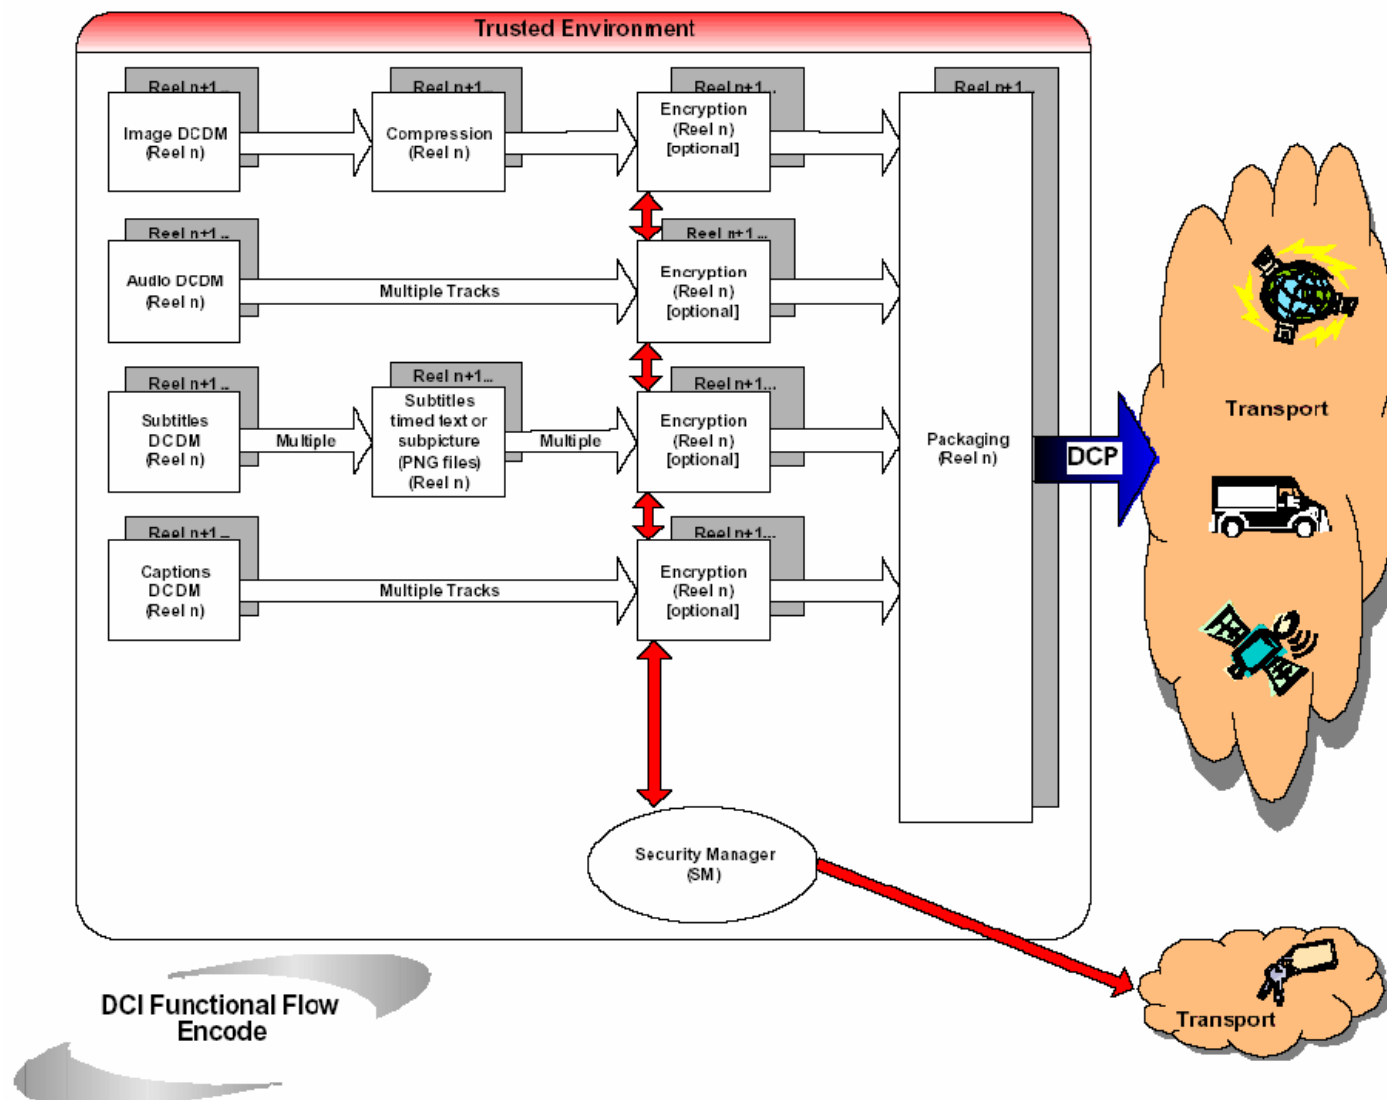 Trusted Environment
Reel n+1...
Reel n+1...
Reel n+1...
Reel n+1...
Image DCDM
(Reel n)
Compression
(Reel n)
Encryption
(Reel n)
[optional]
Reel n+1...
Reel n+1...
Audio DCDM
(Reel n)
Multiple Tracks
Encryption
(Reel n)
[optional]
Transport
Reel n+1...
Reel n+1...
Reel n+1...
Subtitles
DCDM
(Reel n)
Multiple
Subtitles
timed text or
subpicture
(PNG files)
(Reel n)
Multiple
Encryption
(Reel n)
[optional]
Packaging
(Reel n)
DCP
Reel n+1...
Reel n+1...
Captions
DCDM
(Reel n)
Multiple Tracks
Encryption
(Reel n)
[optional]
Security Manager
(SM)
DCI Functional Flow
Encode
Transport